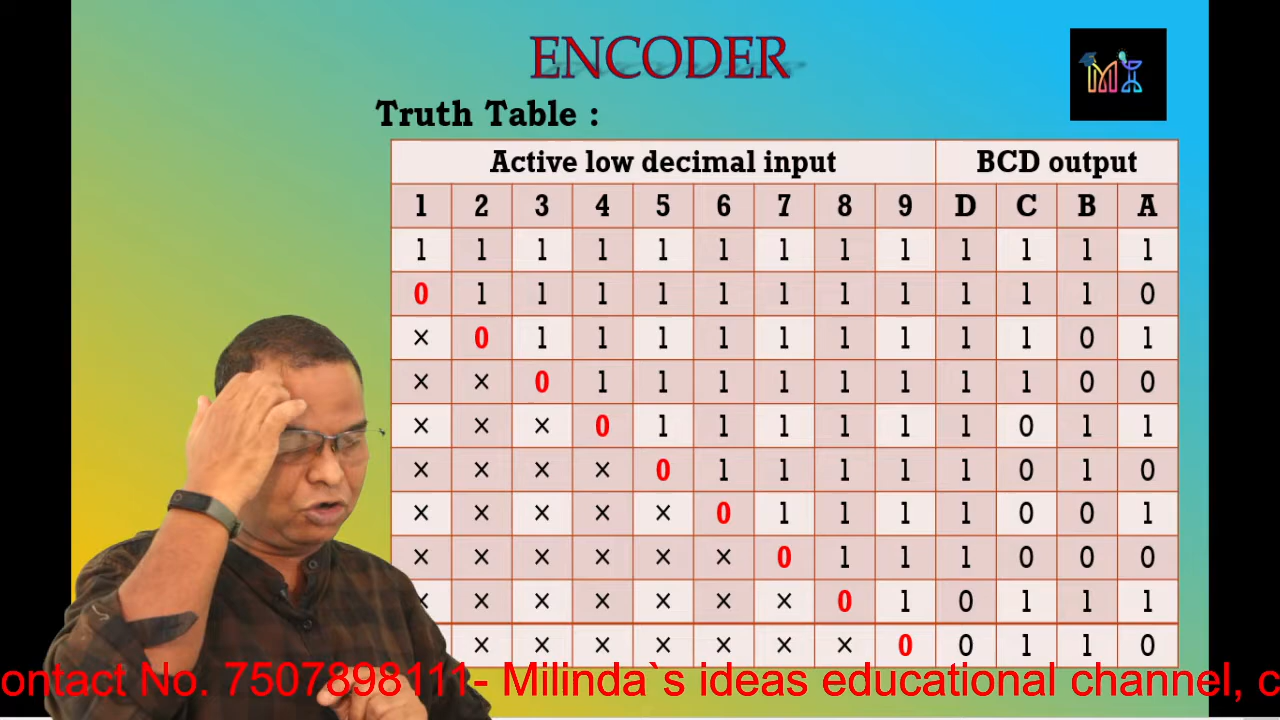 ENCODER
MI
Truth Table :
Active low decimal input BCD output
1 2 3 4 5 6 7 8 9 D C B A
1 1 1 1 1 1 1 1 1 1 1 1 1
0 1 1 1 1 1 1 1 1 1 1 1 0
× 0 1 1 1 1 1 1 1 1 1 0 1
× × 0 1 1 1 1 1 1 1 1 0 0
× × × 0 1 1 1 1 1 1 0 1 1
× × × × 0 1 1 1 1 1 0 1 0
× × × × × 0 1 1 1 1 0 0 1
× × × × × × 0 1 1 1 0 0 0
× × × × × × × 0 1 0 1 1 1
× × × × × × × 0 0 1 1 0
ontact No. 7507898111- Milinda`s ideas educational channel, c